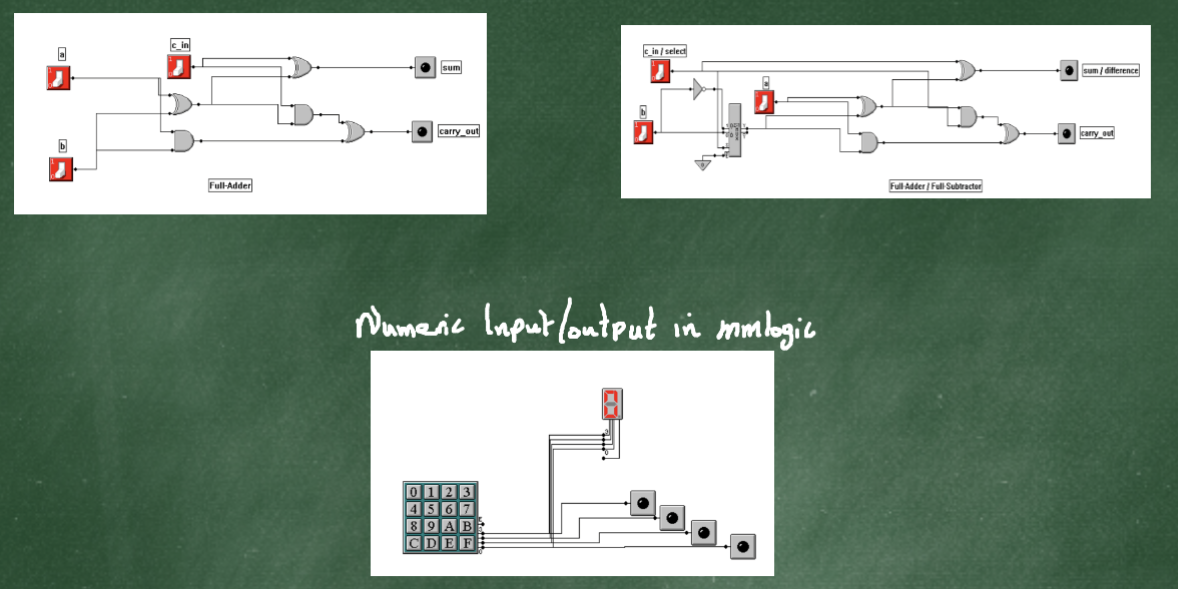 c_in
a
sum
carry_out
b
Full-Adder
c_in / select
sum / difference
a
b
carry_out
Full-Adder / Full-Subtractor
Numeric Input/output in mmlogic
0 1 2 3
4 5 6 7
8 9 A B
C D E F